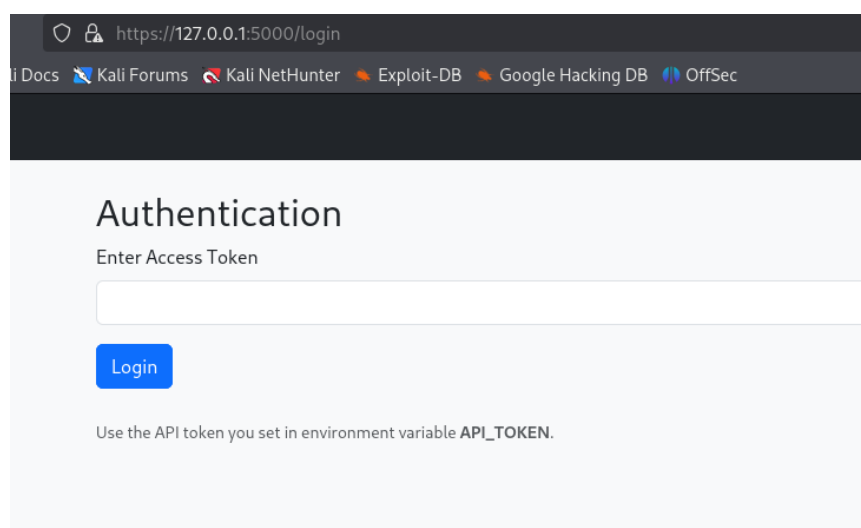 https://127.0.0.1:5000/login
li Docs Kali Forums Kali NetHunter Exploit-DB Google Hacking DB OffSec
Authentication
Enter Access Token
Login
Use the API token you set in environment variable API_TOKEN.